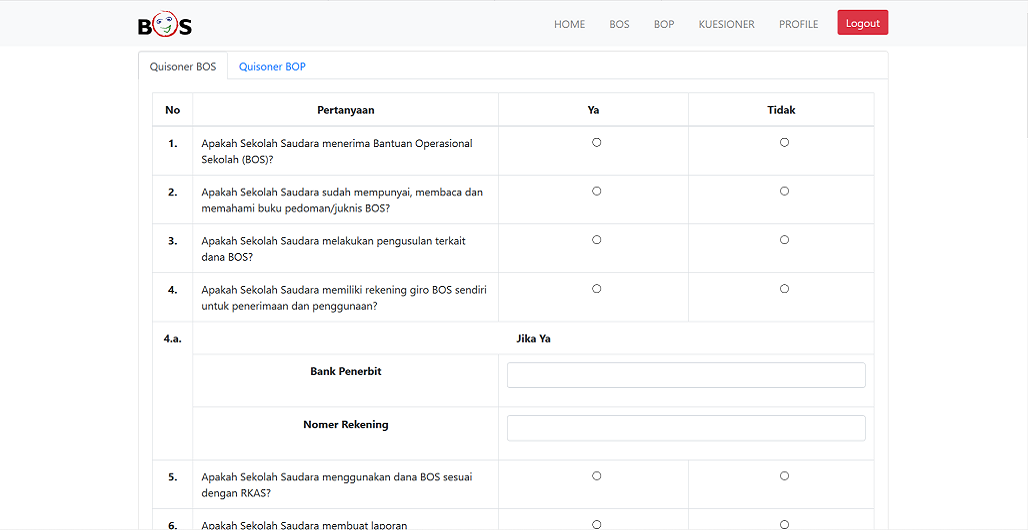 BOS
HOME BOS BOP KUESIONER PROFILE Logout
Quisoner BOS Quisoner BOP
No Pertanyaan Ya Tidak
1. Apakah Sekolah Saudara menerima Bantuan Operasional
Sekolah (BOS)?
2. Apakah Sekolah Saudara sudah mempunyai, membaca dan
memahami buku pedoman/juknis BOS?
3. Apakah Sekolah Saudara melakukan pengusulan terkait
dana BOS?
4. Apakah Sekolah Saudara memiliki rekening giro BOS sendiri
untuk penerimaan dan penggunaan?
4.a. Jika Ya
Bank Penerbit
Nomer Rekening
5. Apakah Sekolah Saudara menggunakan dana BOS sesuai
dengan RKAS?
6. Apakah Sekolah Saudara membuat laporan